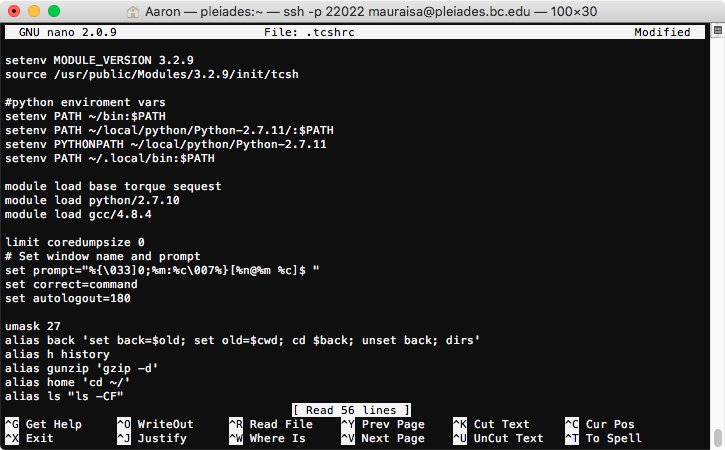 Aaron — pleiades:~ — ssh -p 22022 mauraisa@pleiades.bc.edu — 100×30
GNU nano 2.0.9 File: .tcshrc Modified
setenv MODULE_VERSION 3.2.9
source /usr/public/Modules/3.2.9/init/tcsh
#python enviroment vars
setenv PATH ~/bin:$PATH
setenv PATH ~/local/python/Python-2.7.11/:$PATH
setenv PYTHONPATH ~/local/python/Python-2.7.11
setenv PATH ~/.local/bin:$PATH
module load base torque sequest
module load python/2.7.10
module load gcc/4.8.4
limit coredumpsize 0
# Set window name and prompt
set prompt="%{\033]0;%m:%c\007%}[%n@%m %c]$ "
set correct=command
set autologout=180
umask 27
alias back 'set back=$old; set old=$cwd; cd $back; unset back; dirs'
alias h history
alias gunzip 'gzip -d'
alias home 'cd ~/'
alias ls "ls -CF"
[ Read 56 lines ]
^G Get Help ^O WriteOut ^R Read File ^Y Prev Page ^K Cut Text ^C Cur Pos
^X Exit ^J Justify ^W Where Is ^V Next Page ^U UnCut Text ^T To Spell